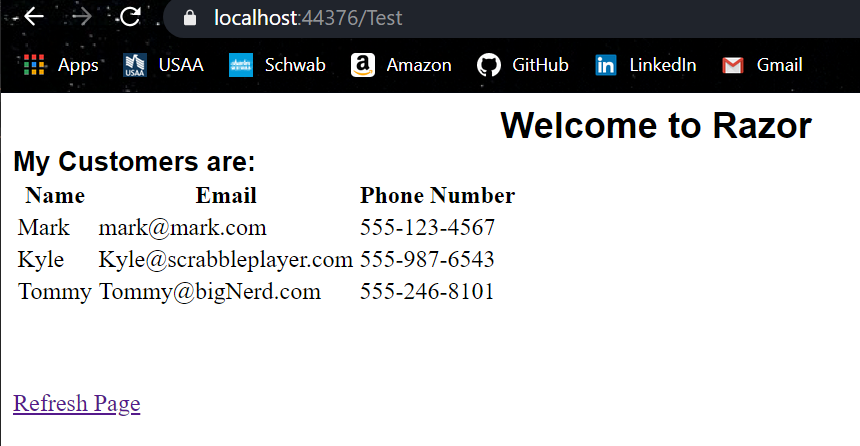 localhost:44376/Test
Apps USAA USAA Schwab Amazon GitHub LinkedIn Gmail
Welcome to Razor
My Customers are:
Name Email Phone Number
Mark mark@mark.com 555-123-4567
Kyle Kyle@scrabbleplayer.com 555-987-6543
Tommy Tommy@bigNerd.com 555-246-8101
Refresh Page